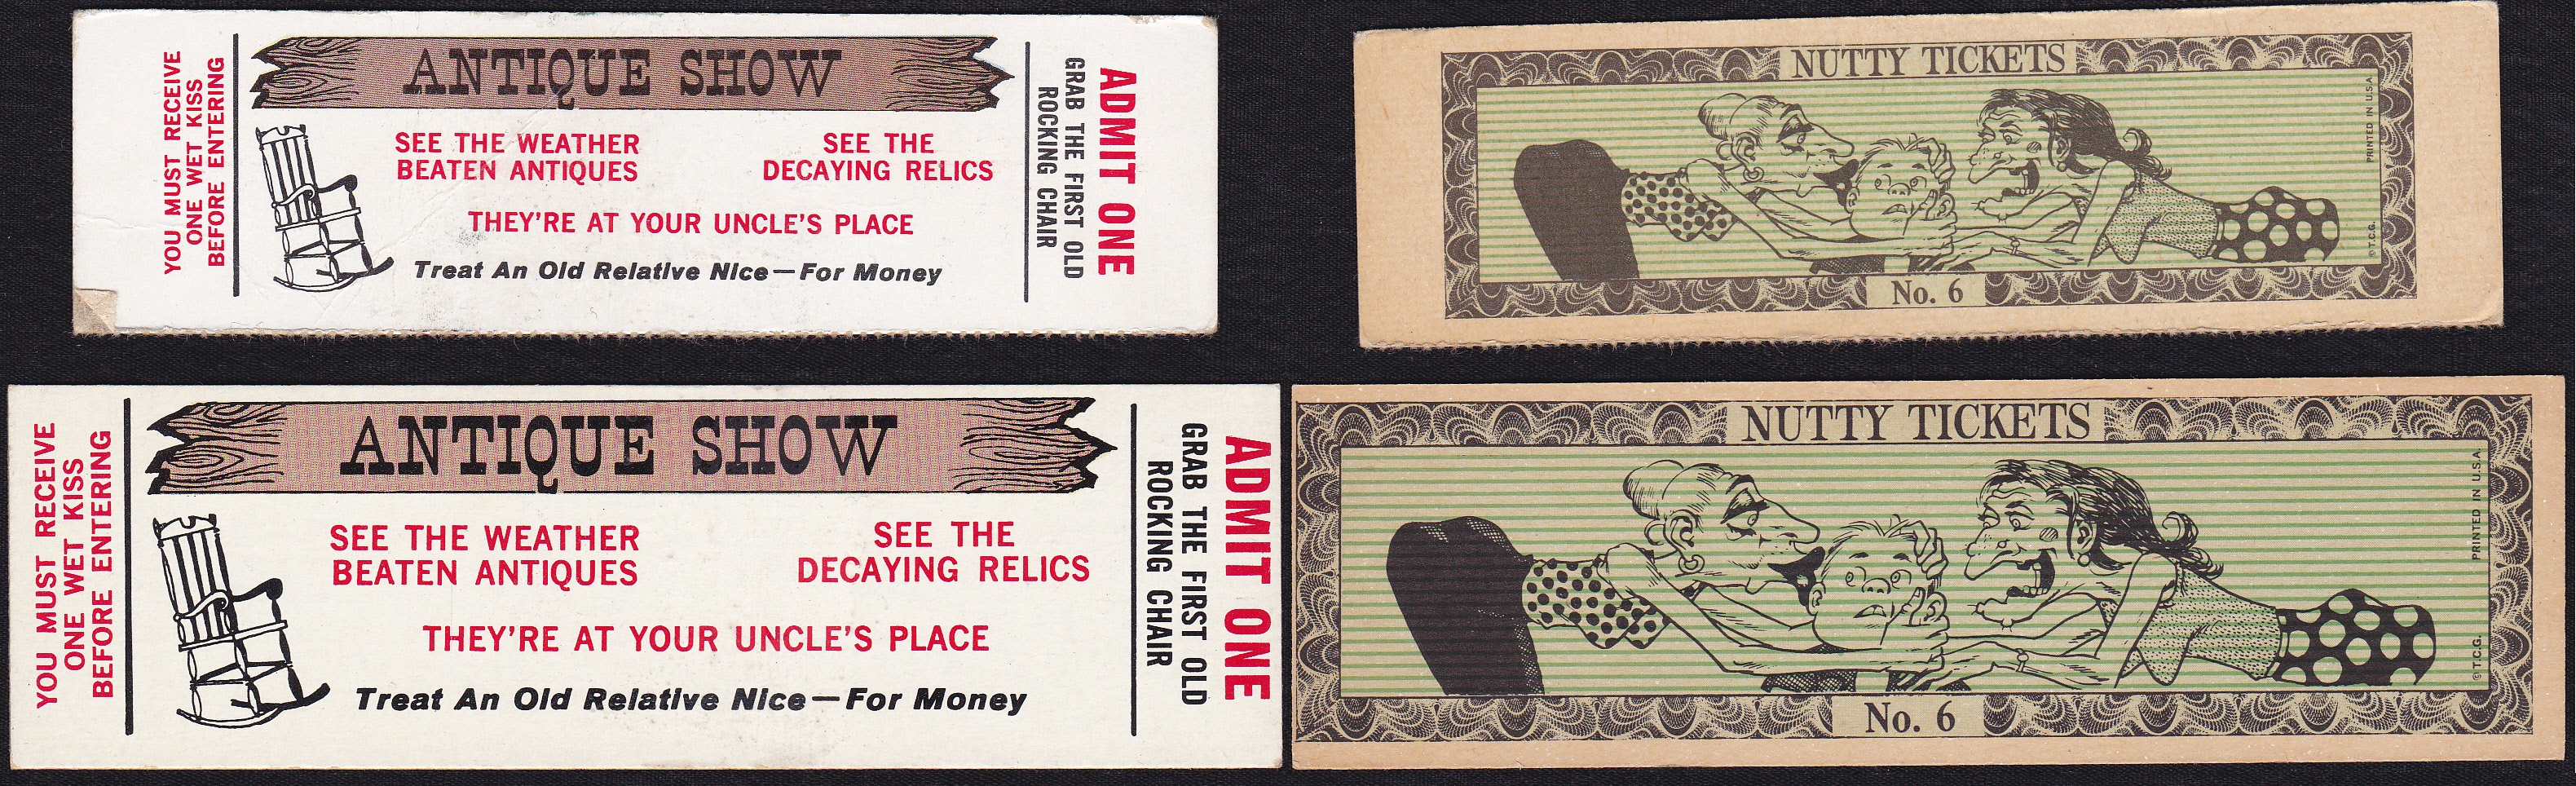 YOU MUST RECEIVE
ONE WET KISS
BEFORE ENTERING
ANTIQUE SHOW
SEE THE WEATHER
BEATEN ANTIQUES
SEE THE
DECAYING RELICS
THEY'RE AT YOUR UNCLE'S PLACE
Treat An Old Relative Nice—For Money
GRAB THE FIRST OLD
ROCKING CHAIR
ADMIT ONE
NUTTY TICKETS
PRINTED IN U.S.A.
© T.C.G.
No. 6
YOU MUST RECEIVE
ONE WET KISS
BEFORE ENTERING
ANTIQUE SHOW
SEE THE WEATHER
BEATEN ANTIQUES
SEE THE
DECAYING RELICS
THEY'RE AT YOUR UNCLE'S PLACE
Treat An Old Relative Nice—For Money
GRAB THE FIRST OLD
ROCKING CHAIR
ADMIT ONE
NUTTY TICKETS
PRINTED IN U.S.A.
© T.C.G.
No. 6